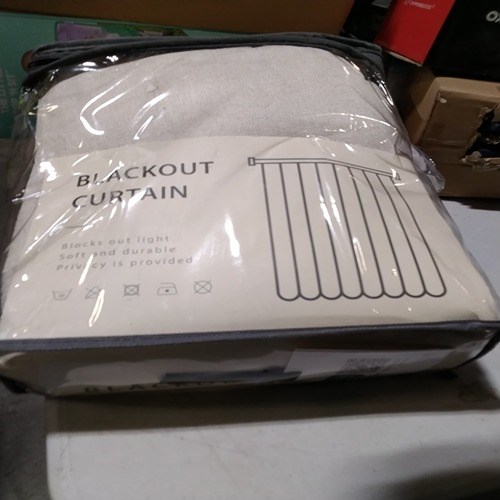 BLACKOUT
CURTAIN
Blocks out light
Soft and durable
Privacy is provided